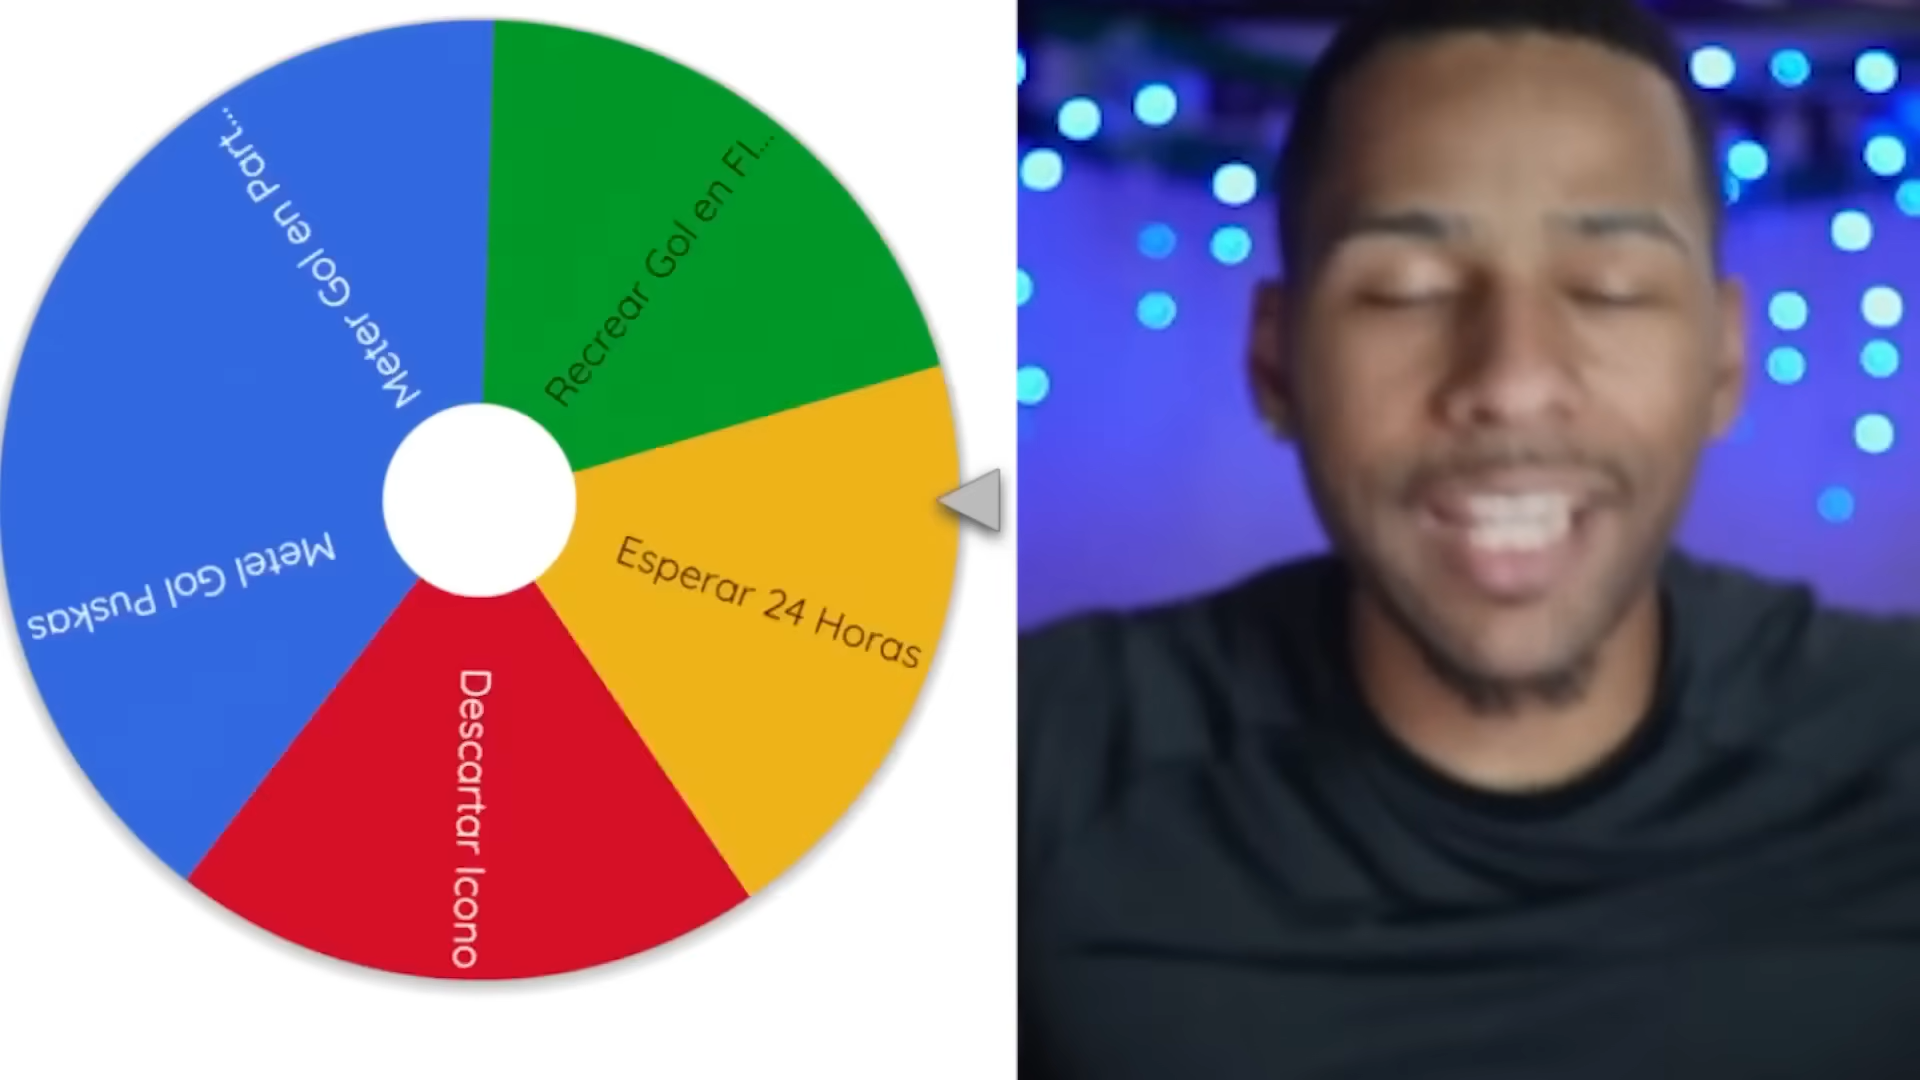 Meter Gol en Part...
Recrear Gol en Fl...
Esperar 24 Horas
Metel Gol Puskas
Descartar Icono